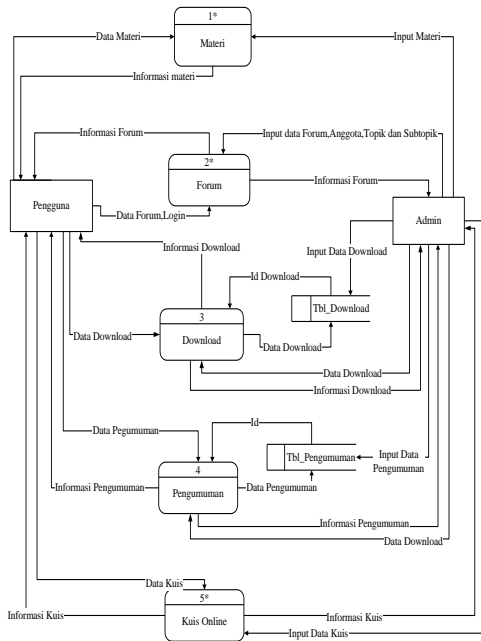 1*
Data Materi
Input Materi
Materi
Informasi materi
Informasi Forum
Input data Forum,Anggota,Topik dan Subtopik
2*
Forum
Informasi Forum
Pengguna
Data Forum,Login
Admin
Informasi Download
Input Data Download
Id Download
Tbl_Download
3
Download
Data Download
Data Download
Data Download
Informasi Download
Id
Data Pegumuman
Tbl_Pengumuman
Input Data
Pengumuman
4
Pengumuman
Informasi Pengumuman
Data Pengumuman
Informasi Pengumuman
Data Download
Data Kuis
5*
Kuis Online
Informasi Kuis
Informasi Kuis
Input Data Kuis